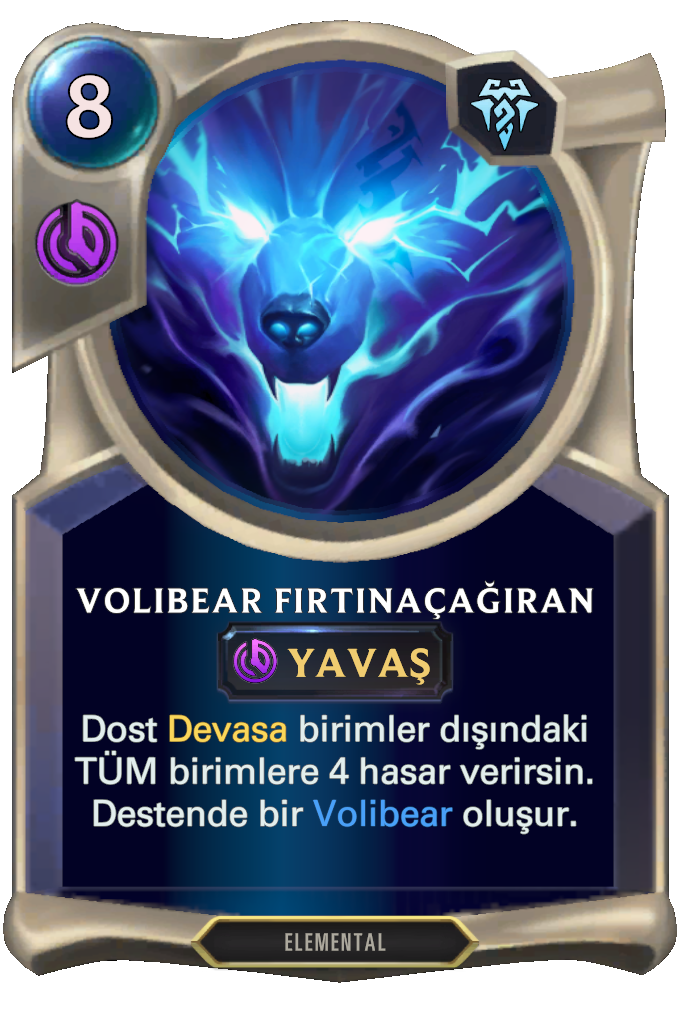 8
VOLIBEAR FIRTINAÇAĞIRAN
YAVAŞ
Dost Devasa birimler dışındaki
TÜM birimlere 4 hasar verirsin.
Destende bir Volibear oluşur.
ELEMENTAL